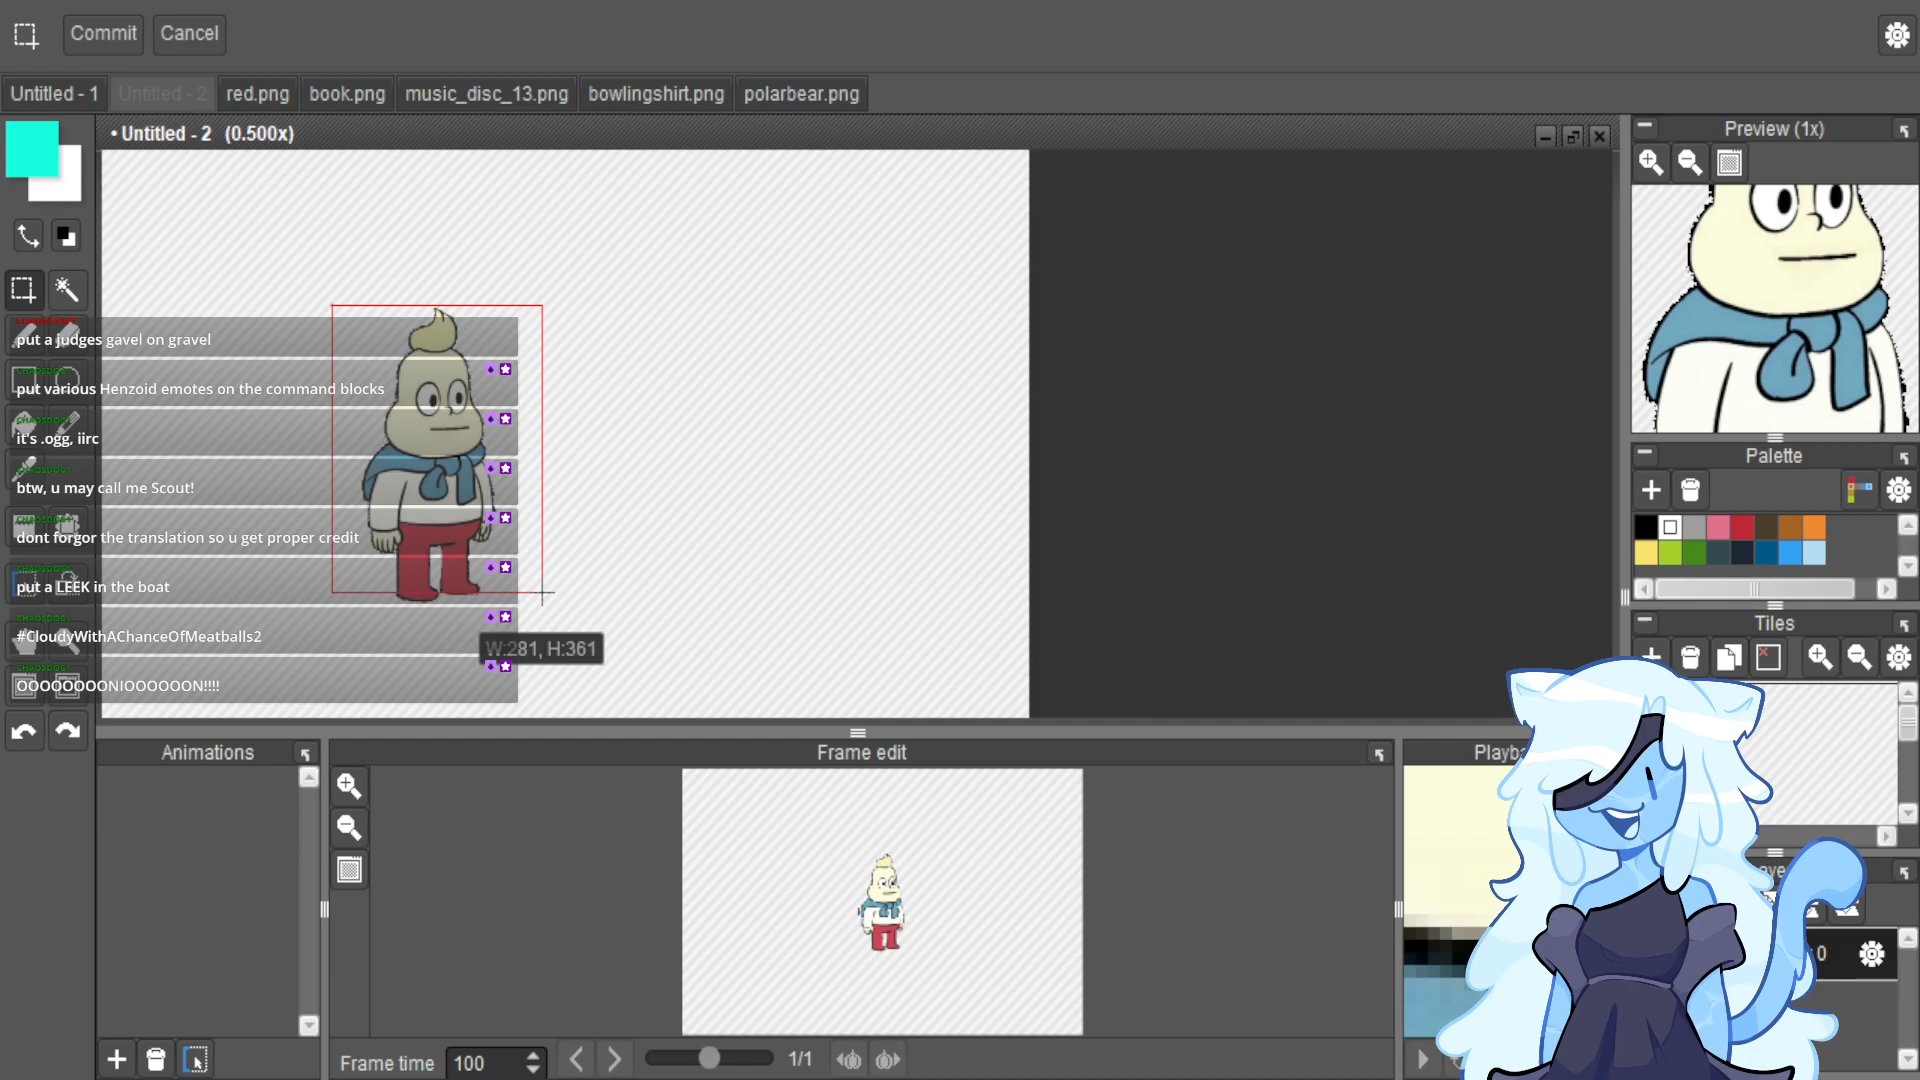 Commit
Cancel
Untitled - 1
Untitled - 2
red.png
book.png
music_disc_13.png
bowlingshirt.png
polarbear.png
• Untitled - 2 (0.500x)
Preview (1x)
put a judges gavel on gravel
put various Henzoid emotes on the command blocks
it's .ogg, iirc
btw, u may call me Scout!
dont forgor the translation so u get proper credit
put a LEEK in the boat
#CloudyWithAChanceOfMeatballs2
OOOOOOOONIOOOOOON!!!!
W:281, H:361
Palette
Tiles
Animations
Frame edit
Playba
0
Frame time
100
1/1